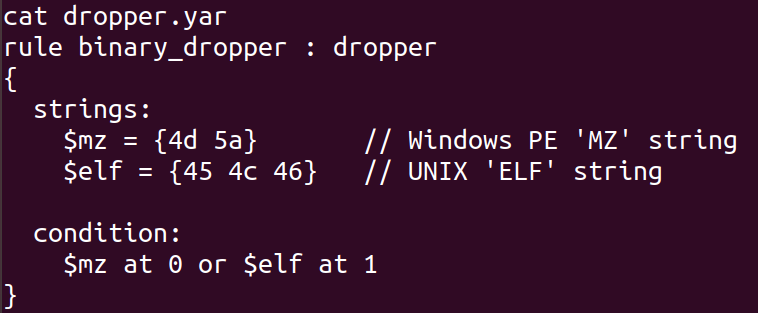 cat dropper.yar
rule binary_dropper : dropper
{
  strings:
    $mz = {4d 5a}       // Windows PE 'MZ' string
    $elf = {45 4c 46}   // UNIX 'ELF' string

  condition:
    $mz at 0 or $elf at 1
}